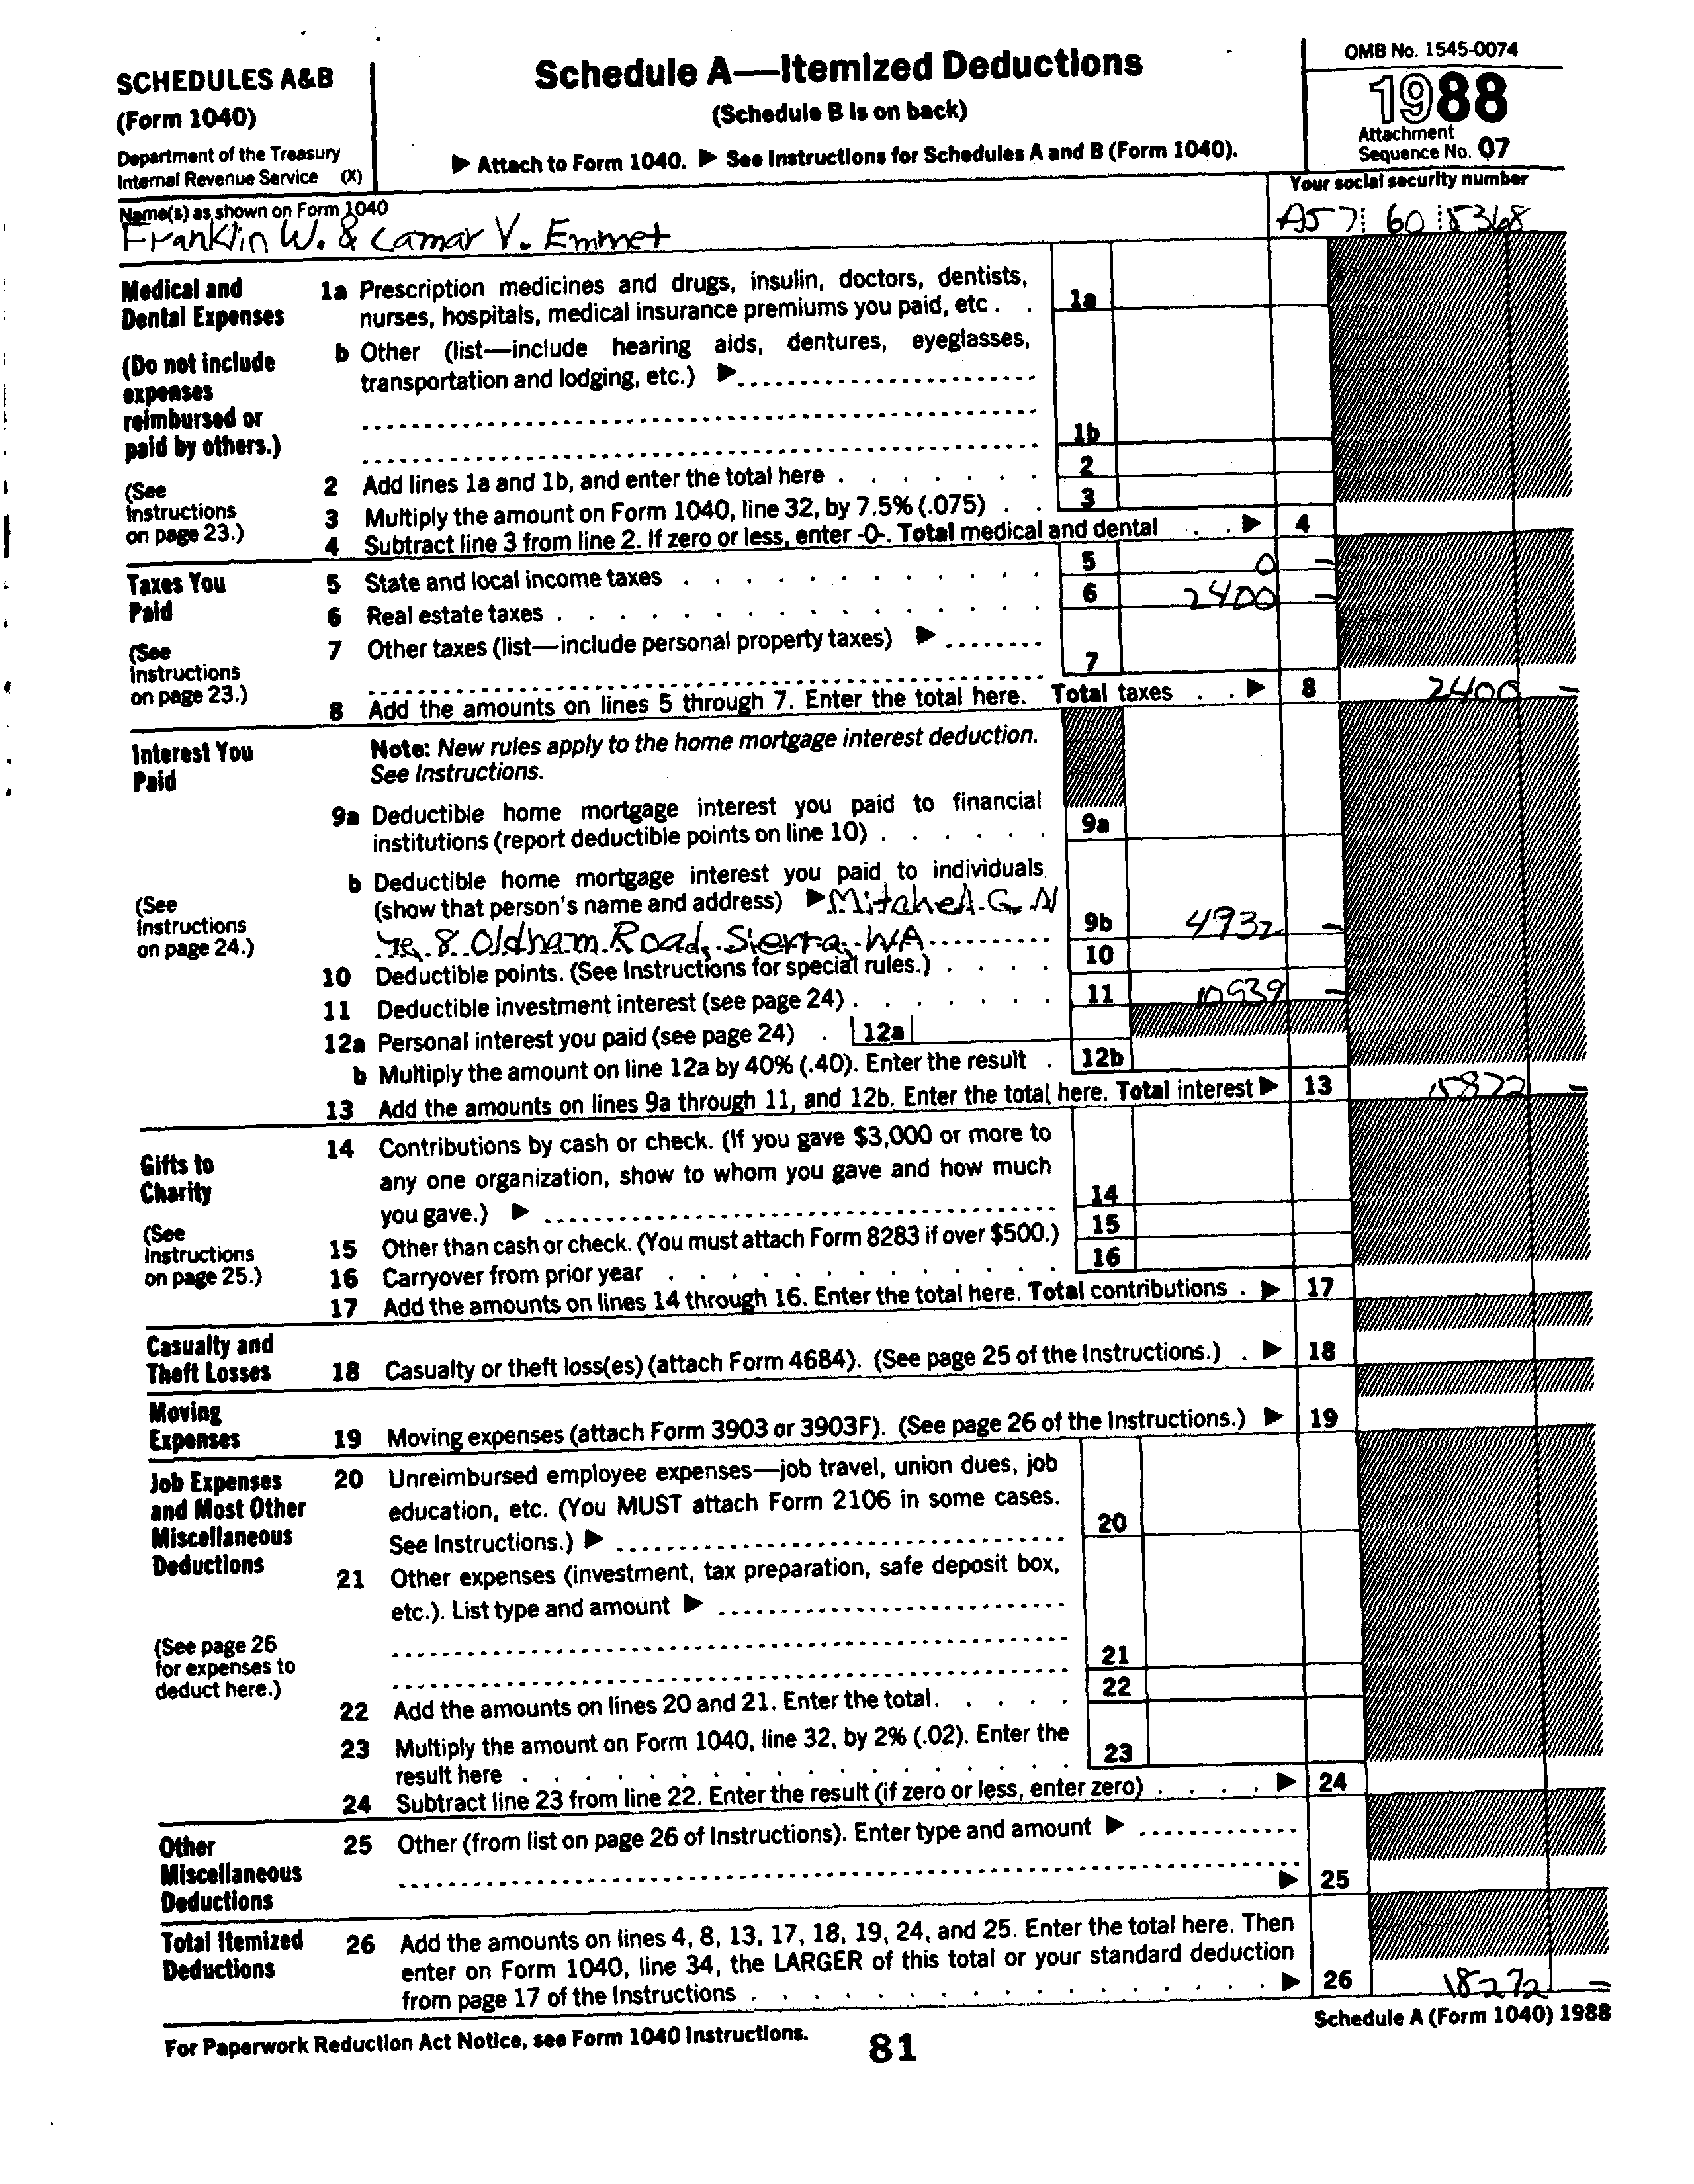 SCHEDULES A&B
(Form 1040)
Department of the Treasury
Internal Revenue Service (X)
Schedule A—Itemized Deductions
(Schedule B is on back)
▶ Attach to Form 1040. ▶ See Instructions for Schedules A and B (Form 1040).
OMB No. 1545-0074
1988
Attachment
Sequence No. 07
Name(s) as shown on Form 1040
Franklin W. & Lamar V. Emmet
Your social security number
A57 60 5368
Medical and
Dental Expenses
(Do not include
expenses
reimbursed or
paid by others.)
(See
Instructions
on page 23.)
1a Prescription medicines and drugs, insulin, doctors, dentists,
nurses, hospitals, medical insurance premiums you paid, etc . . 1a
b Other (list—include hearing aids, dentures, eyeglasses,
transportation and lodging, etc.) ▶
1b
2 Add lines 1a and 1b, and enter the total here . . . . . . . 2
3 Multiply the amount on Form 1040, line 32, by 7.5% (.075) . . 3
4 Subtract line 3 from line 2. If zero or less, enter -0-. Total medical and dental . . ▶ 4
Taxes You
Paid
(See
Instructions
on page 23.)
5 State and local income taxes . . . . . . . . . . . . 5 0 –
6 Real estate taxes . . . . . . . . . . . . . . . 6 2400 –
7 Other taxes (list—include personal property taxes) ▶
7
8 Add the amounts on lines 5 through 7. Enter the total here. Total taxes . . ▶ 8 2400 –
Interest You
Paid
(See
Instructions
on page 24.)
Note: New rules apply to the home mortgage interest deduction.
See Instructions.
9a Deductible home mortgage interest you paid to financial
institutions (report deductible points on line 10) . . . . . . 9a
b Deductible home mortgage interest you paid to individuals
(show that person's name and address) ▶ Mitchell G. N
8 Oldham Road, Sierra, WA 9b 4932 –
10 Deductible points. (See Instructions for special rules.) . . . . 10
11 Deductible investment interest (see page 24) . . . . . . . 11 10939 –
12a Personal interest you paid (see page 24) . 12a
b Multiply the amount on line 12a by 40% (.40). Enter the result . 12b
13 Add the amounts on lines 9a through 11, and 12b. Enter the total here. Total interest ▶ 13 15872 –
Gifts to
Charity
(See
Instructions
on page 25.)
14 Contributions by cash or check. (If you gave $3,000 or more to
any one organization, show to whom you gave and how much
you gave.) ▶ 14
15 Other than cash or check. (You must attach Form 8283 if over $500.) 15
16 Carryover from prior year . . . . . . . . . . . . 16
17 Add the amounts on lines 14 through 16. Enter the total here. Total contributions . ▶ 17
Casualty and
Theft Losses
18 Casualty or theft loss(es) (attach Form 4684). (See page 25 of the Instructions.) . ▶ 18
Moving
Expenses
19 Moving expenses (attach Form 3903 or 3903F). (See page 26 of the Instructions.) ▶ 19
Job Expenses
and Most Other
Miscellaneous
Deductions
(See page 26
for expenses to
deduct here.)
20 Unreimbursed employee expenses—job travel, union dues, job
education, etc. (You MUST attach Form 2106 in some cases.
See Instructions.) ▶ 20
21 Other expenses (investment, tax preparation, safe deposit box,
etc.). List type and amount ▶
21
22 Add the amounts on lines 20 and 21. Enter the total. . . . . 22
23 Multiply the amount on Form 1040, line 32, by 2% (.02). Enter the
result here . . . . . . . . . . . . . . . . 23
24 Subtract line 23 from line 22. Enter the result (if zero or less, enter zero) . . . . ▶ 24
Other
Miscellaneous
Deductions
25 Other (from list on page 26 of Instructions). Enter type and amount ▶
▶ 25
Total Itemized
Deductions
26 Add the amounts on lines 4, 8, 13, 17, 18, 19, 24, and 25. Enter the total here. Then
enter on Form 1040, line 34, the LARGER of this total or your standard deduction
from page 17 of the Instructions . . . . . . . . . . . . . . . ▶ 26 18272 –
For Paperwork Reduction Act Notice, see Form 1040 Instructions.
81
Schedule A (Form 1040) 1988